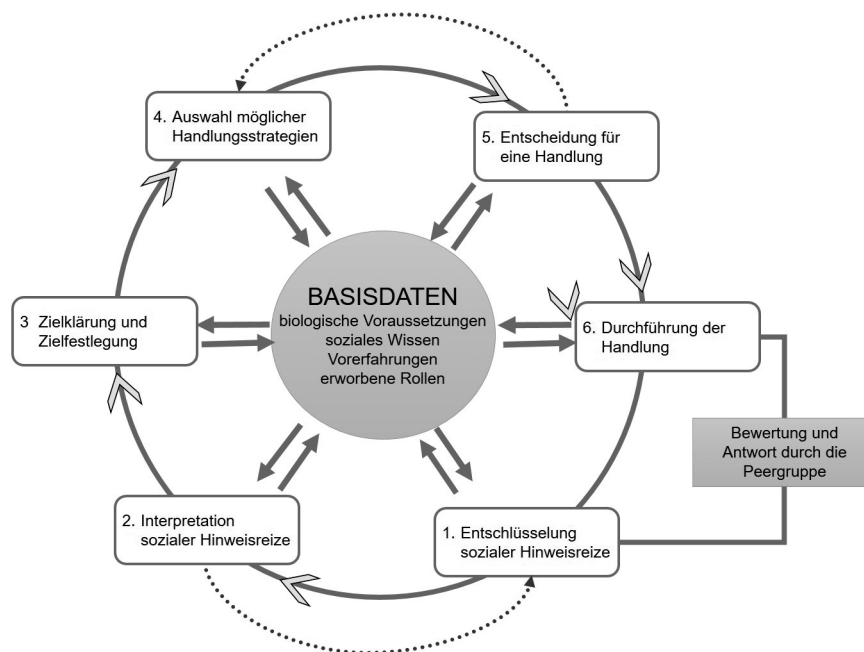 4. Auswahl möglicher
Handlungsstrategien
5. Entscheidung für
eine Handlung
BASISDATEN
biologische Voraussetzungen
soziales Wissen
Vorerfahrungen
erworbene Rollen
3 Zielklärung und
Zielfestlegung
6. Durchführung der
Handlung
Bewertung und
Antwort durch die
Peergruppe
2. Interpretation
sozialer Hinweisreize
1. Entschlüsselung
sozialer Hinweisreize